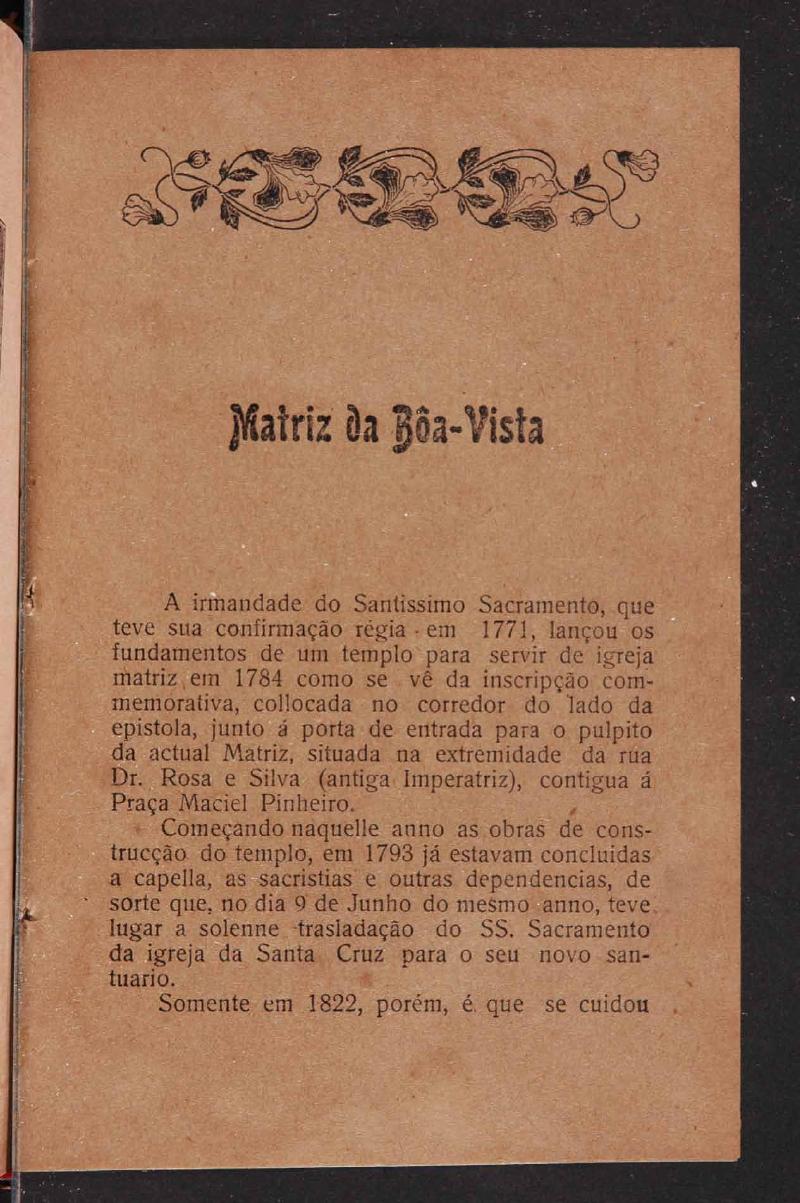 Matriz da Bôa-Vista
A irmandade do Santissimo Sacramento, que
teve sua confirmação régia em 1771, lançou os
fundamentos de um templo para servir de igreja
matriz em 1784 como se vê da inscripção com-
memorativa, collocada no corredor do lado da
epistola, junto á porta de entrada para o pulpito
da actual Matriz, situada na extremidade da rua
Dr. Rosa e Silva (antiga Imperatriz), contigua á
Praça Maciel Pinheiro.
Começando naquelle anno as obras de cons-
trucção do templo, em 1793 já estavam concluidas
a capella, as sacristias e outras dependencias, de
sorte que, no dia 9 de Junho do mesmo anno, teve
lugar a solenne trasladação do SS. Sacramento
da igreja da Santa Cruz para o seu novo san-
tuario.
Somente em 1822, porém, é que se cuidou